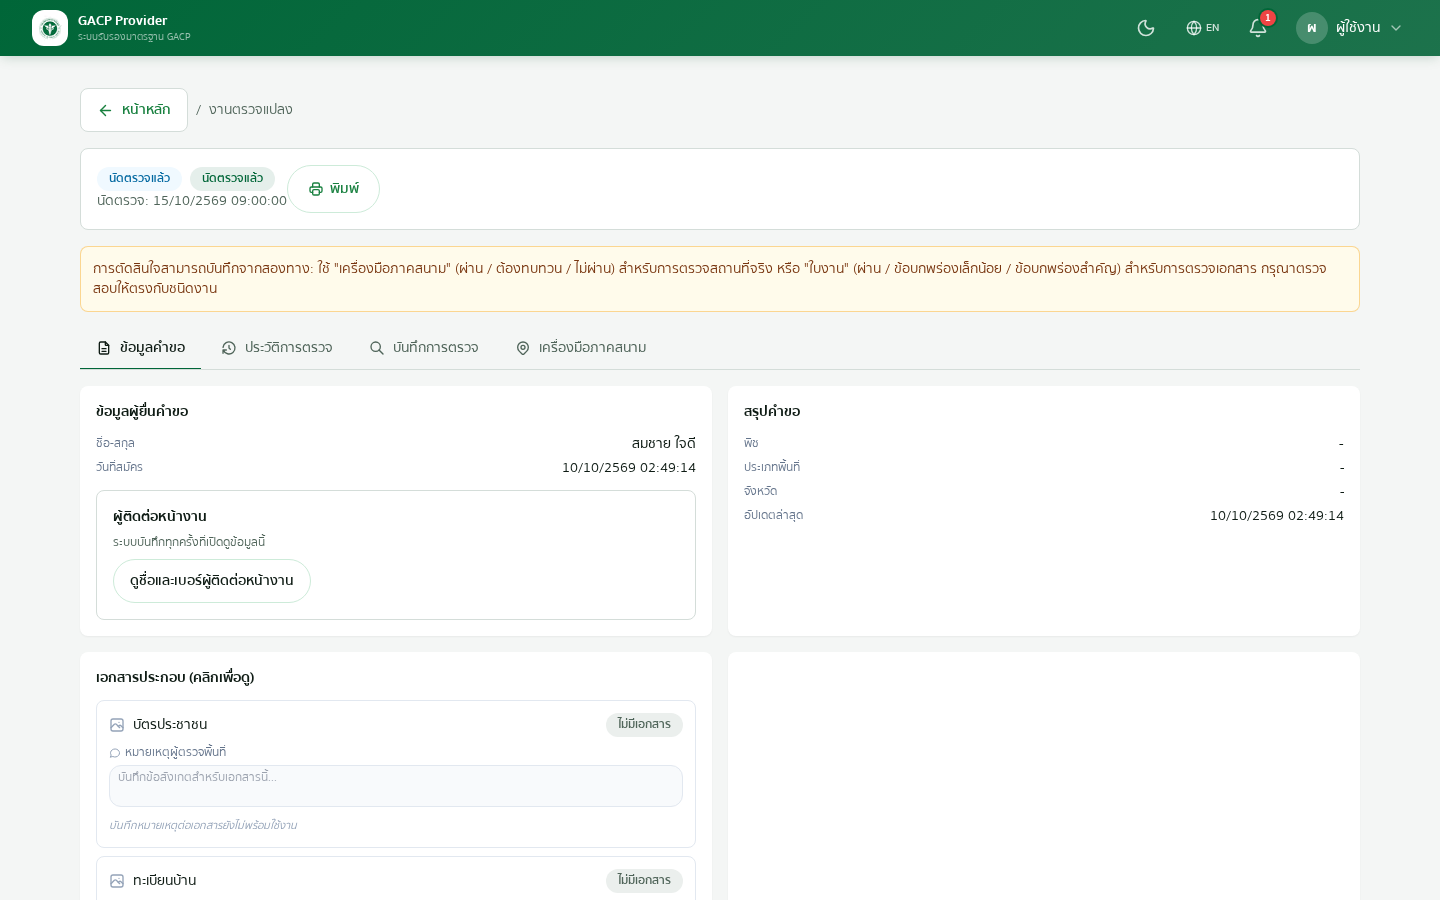 GACP Provider
ระบบรับรองมาตรฐาน GACP
EN
1
ผ
ผู้ใช้งาน
หน้าหลัก
/ งานตรวจแปลง
นัดตรวจแล้ว
นัดตรวจแล้ว
นัดตรวจ: 15/10/2569 09:00:00
พิมพ์
การตัดสินใจสามารถบันทึกจากสองทาง: ใช้ "เครื่องมือภาคสนาม" (ผ่าน / ต้องทบทวน / ไม่ผ่าน) สำหรับการตรวจสถานที่จริง หรือ "ใบงาน" (ผ่าน / ข้อบกพร่องเล็กน้อย / ข้อบกพร่องสำคัญ) สำหรับการตรวจเอกสาร กรุณาตรวจ
สอบให้ตรงกับชนิดงาน
ข้อมูลคำขอ
ประวัติการตรวจ
บันทึกการตรวจ
เครื่องมือภาคสนาม
ข้อมูลผู้ยื่นคำขอ
ชื่อ-สกุล
สมชาย ใจดี
วันที่สมัคร
10/10/2569 02:49:14
ผู้ติดต่อหน้างาน
ระบบบันทึกทุกครั้งที่เปิดดูข้อมูลนี้
ดูชื่อและเบอร์ผู้ติดต่อหน้างาน
สรุปคำขอ
พืช
-
ประเภทพื้นที่
-
จังหวัด
-
อัปเดตล่าสุด
10/10/2569 02:49:14
เอกสารประกอบ (คลิกเพื่อดู)
บัตรประชาชน
ไม่มีเอกสาร
หมายเหตุผู้ตรวจพื้นที่
บันทึกข้อสังเกตสำหรับเอกสารนี้...
บันทึกหมายเหตุต่อเอกสารยังไม่พร้อมใช้งาน
ทะเบียนบ้าน
ไม่มีเอกสาร